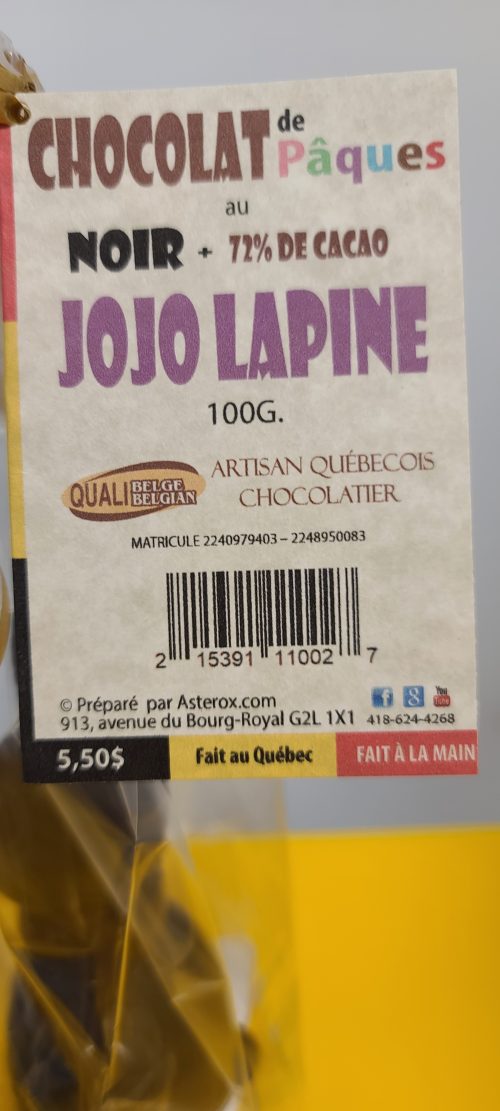 CHOCOLAT de Pâques
au
NOIR + 72% DE CACAO
JOJO LAPINE
100G.
QUALI BELGE BELGIAN
ARTISAN QUÉBECOIS
CHOCOLATIER
MATRICULE 2240979403 – 2248950083
2 15391 11002 7
© Préparé par Asterox.com
913, avenue du Bourg-Royal G2L 1X1 418-624-4268
f g You Tube
5,50$ Fait au Québec FAIT À LA MAIN